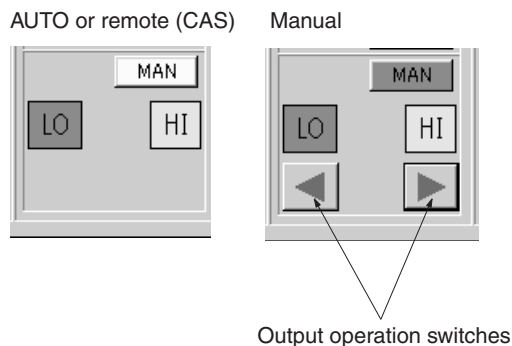 AUTO or remote (CAS)
Manual
MAN
LO
HI
MAN
LO
HI
Output operation switches